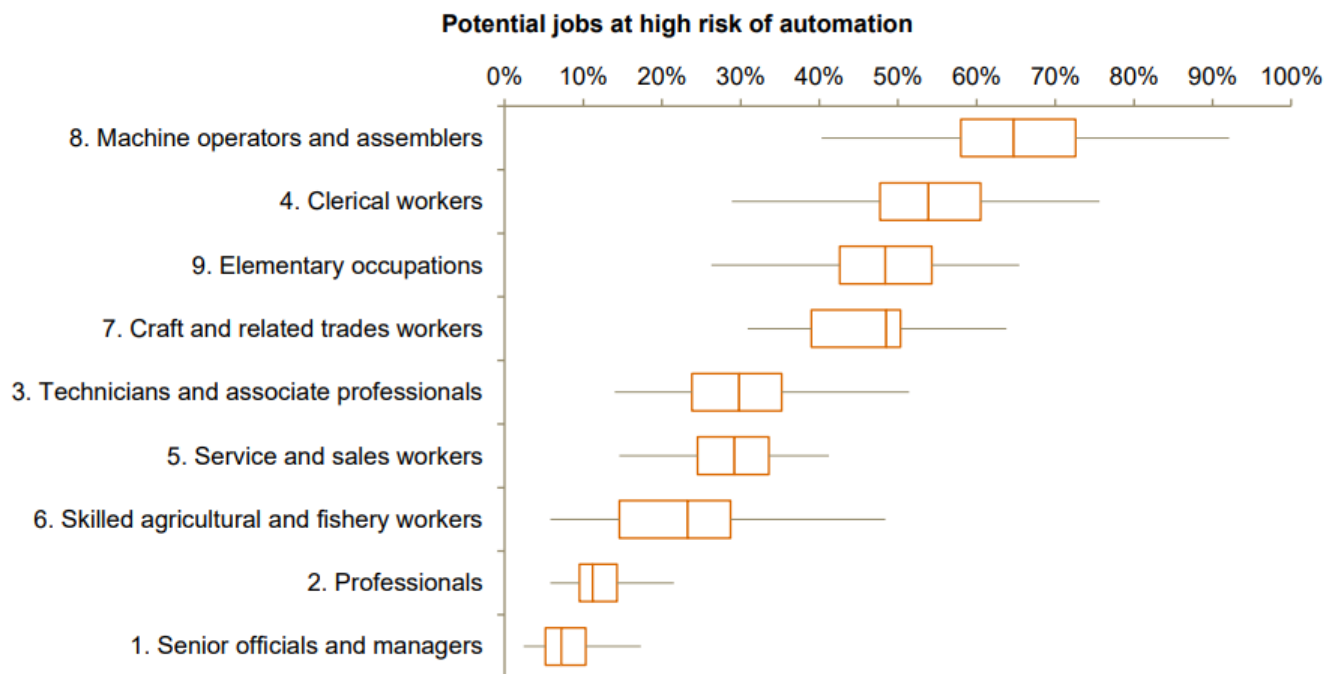 Potential jobs at high risk of automation
0% 10% 20% 30% 40% 50% 60% 70% 80% 90% 100%
8. Machine operators and assemblers
4. Clerical workers
9. Elementary occupations
7. Craft and related trades workers
3. Technicians and associate professionals
5. Service and sales workers
6. Skilled agricultural and fishery workers
2. Professionals
1. Senior officials and managers